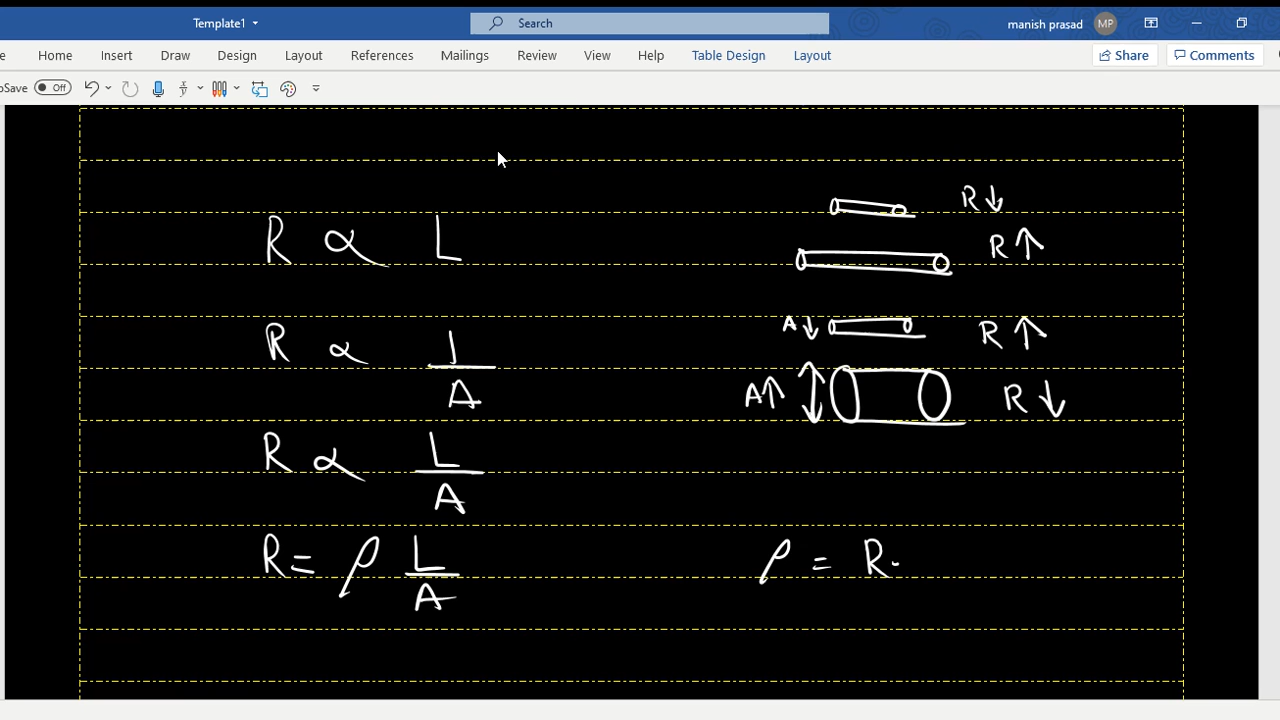 Template1
Search
manish prasad MP
e Home Insert Draw Design Layout References Mailings Review View Help Table Design Layout Share Comments
oSave Off
R ∝ L
R ↓
R ↑
R ∝ 1/A
A ↓ R ↑
A ↑ R ↓
R ∝ L/A
R = ρ L/A
ρ = R·